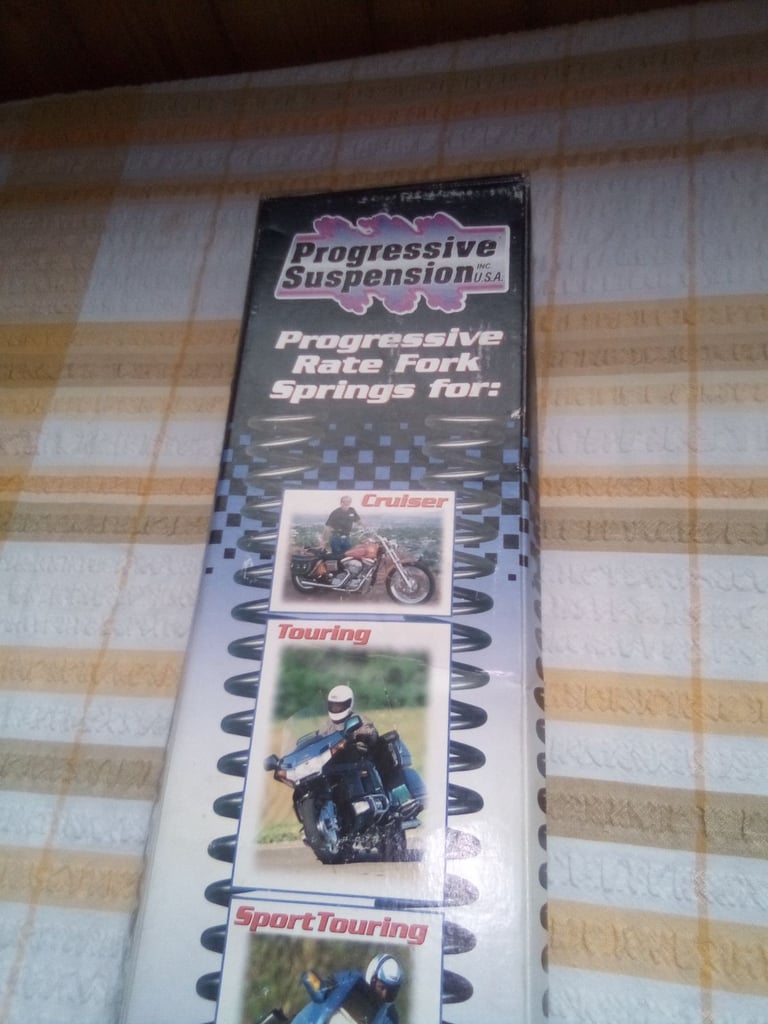 Progressive
Suspension INC.
U.S.A.
Progressive
Rate Fork
Springs for:
Cruiser
Touring
SportTouring